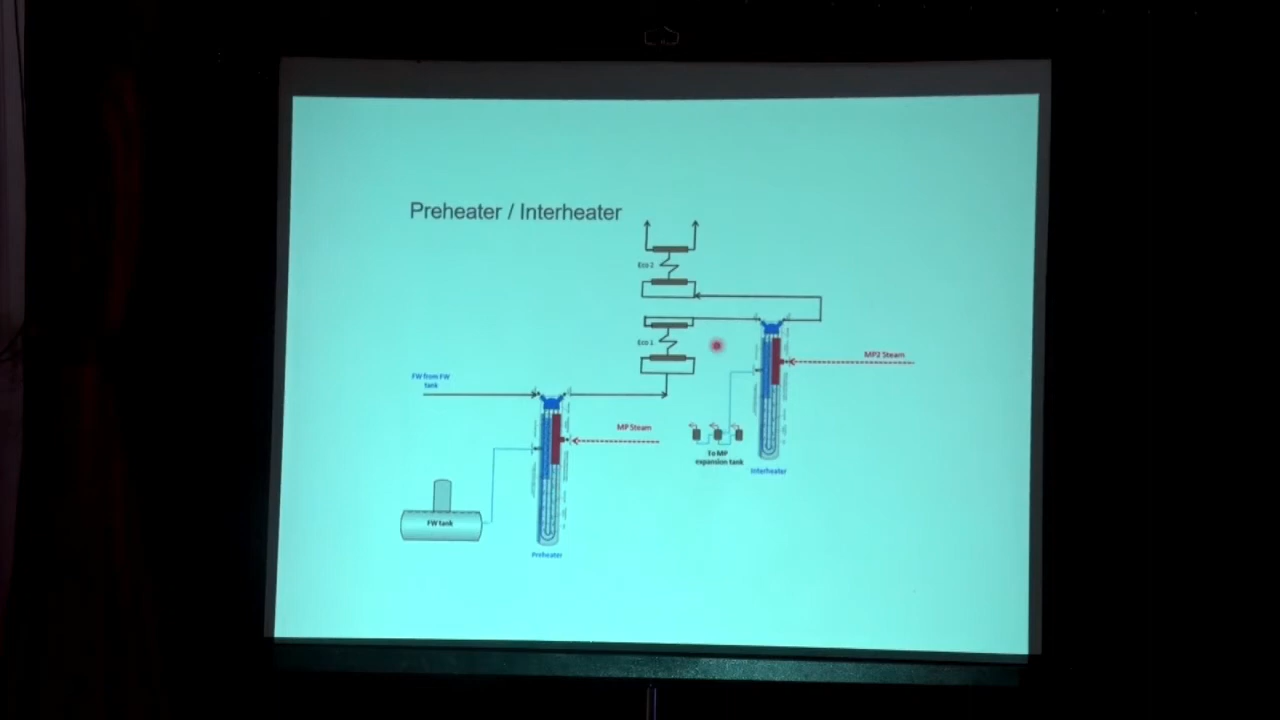 Preheater / Interheater
Eco 2
Eco 1
MP2 Steam
FW from FW
tank
MP Steam
To MP
expansion tank
Interheater
FW tank
Preheater